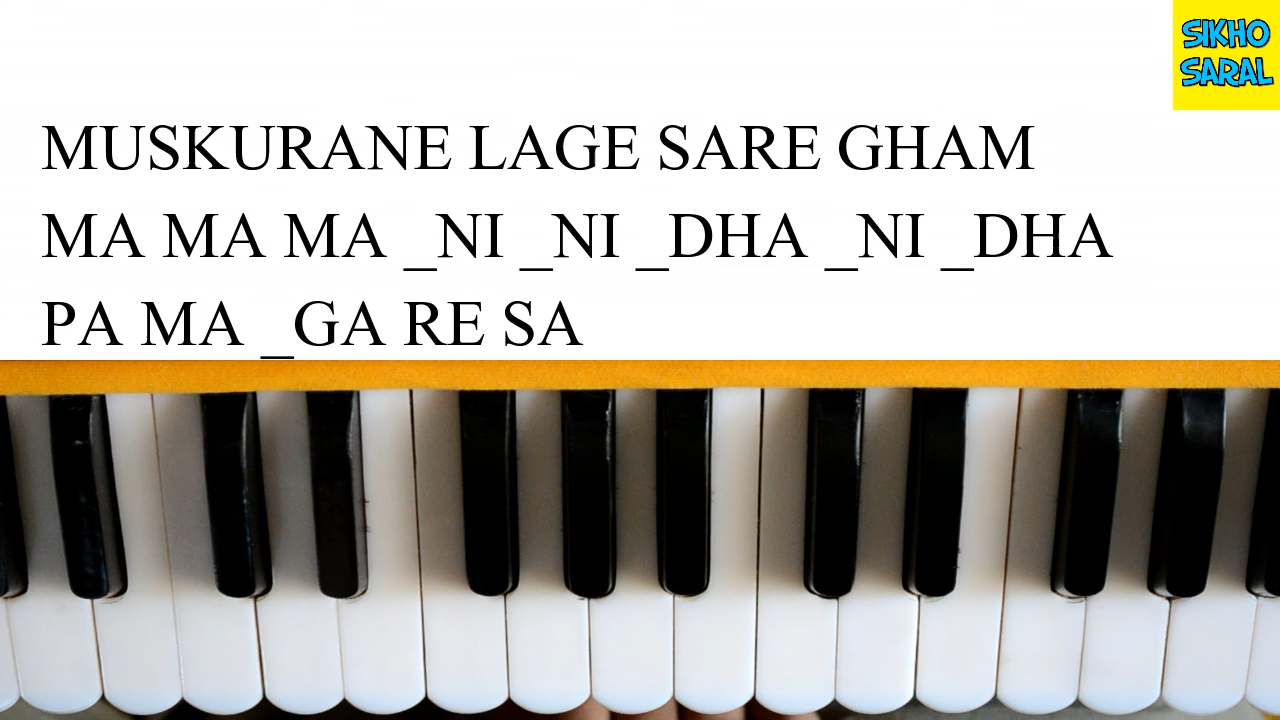 SIKHO
SARAL
MUSKURANE LAGE SARE GHAM
MA MA MA _NI _NI _DHA _NI _DHA
PA MA _GA RE SA